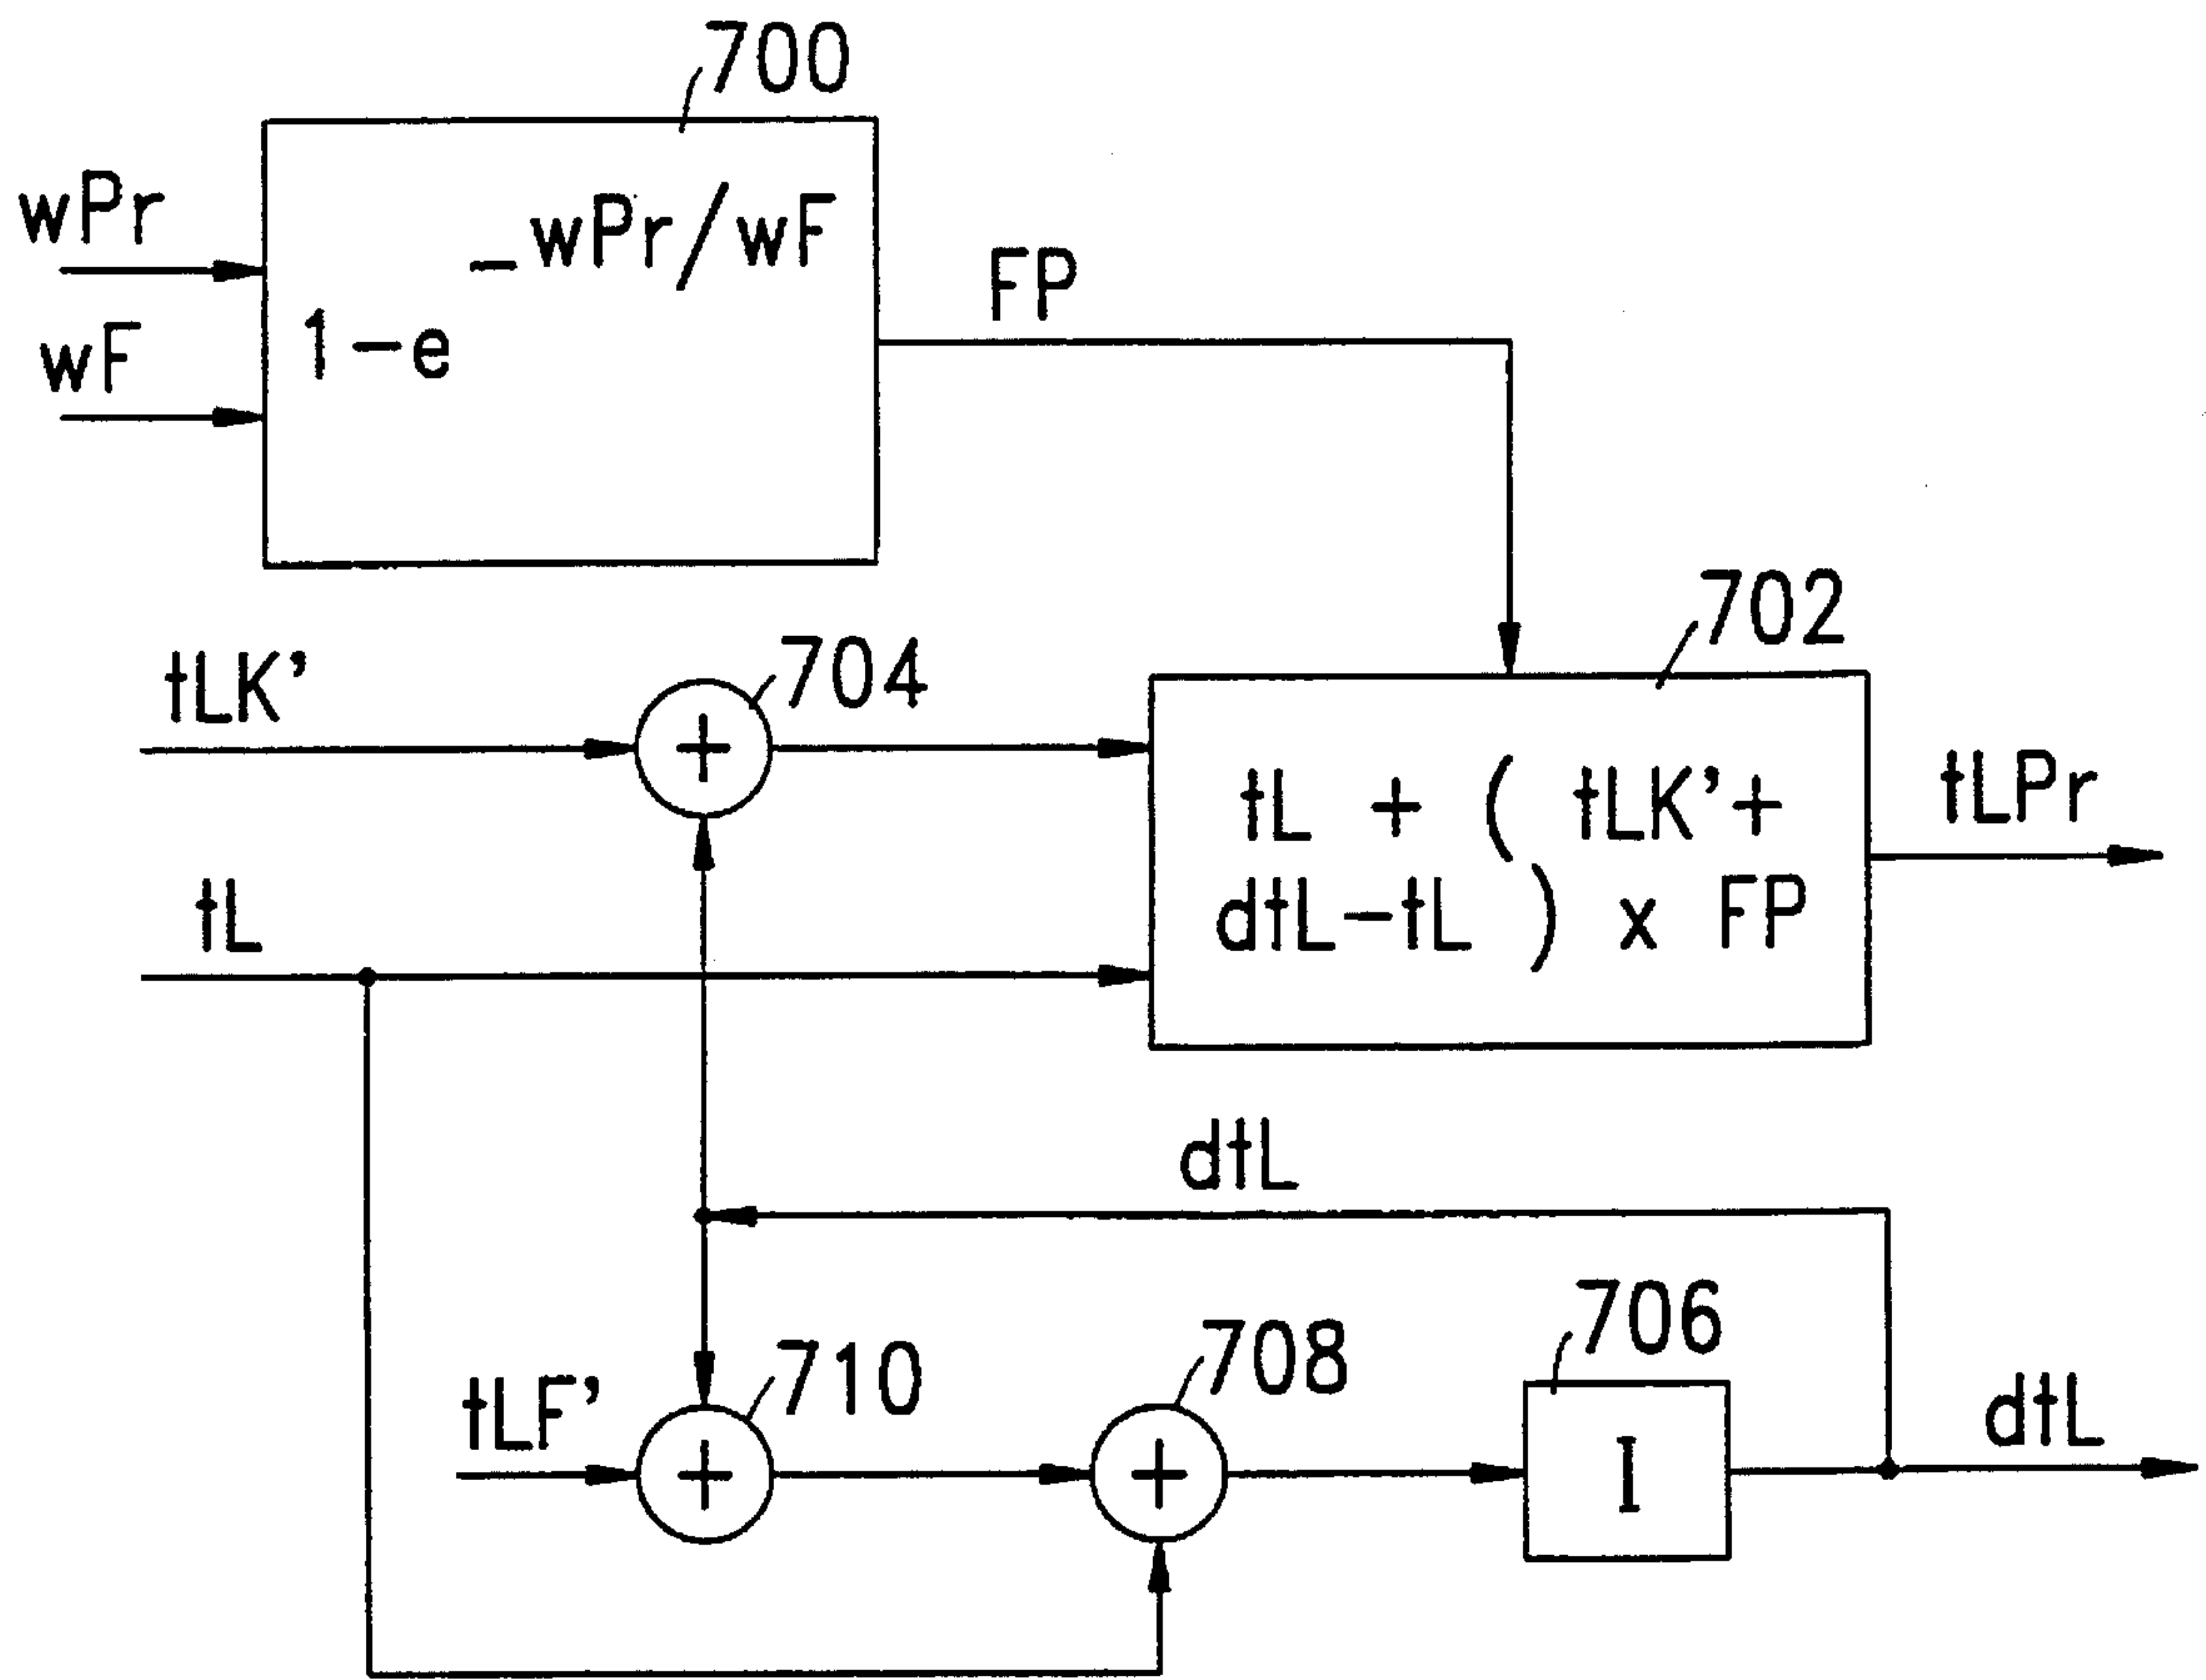 700
wPr
wF
1-e -wPr/wF
FP
702
tLK'
704
+
tL
tL + ( tLK'+
dtL-tL ) x FP
tLPr
dtL
706
708
710
tLF'
+
+
I
dtL